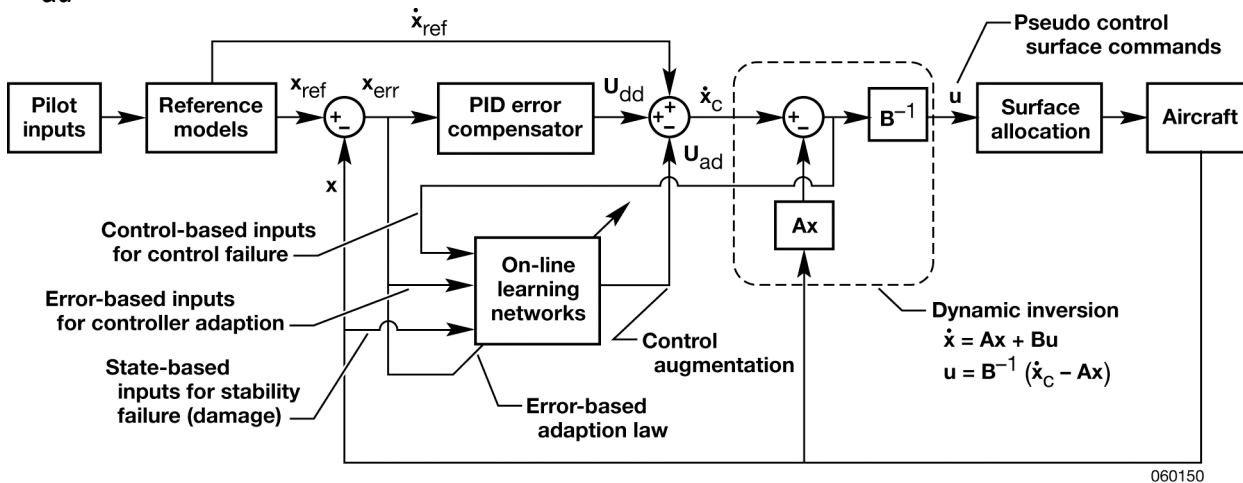 ad
ẋref
Pseudo control
surface commands
Pilot
inputs
Reference
models
xref
+
–
xerr
PID error
compensator
Udd
+
+
–
ẋc
+
–
B–1
u
Surface
allocation
Aircraft
x
Uad
Ax
Control-based inputs
for control failure
On-line
learning
networks
Error-based inputs
for controller adaption
Control
augmentation
Dynamic inversion
ẋ = Ax + Bu
u = B–1 (ẋc – Ax)
State-based
inputs for stability
failure (damage)
Error-based
adaption law
060150